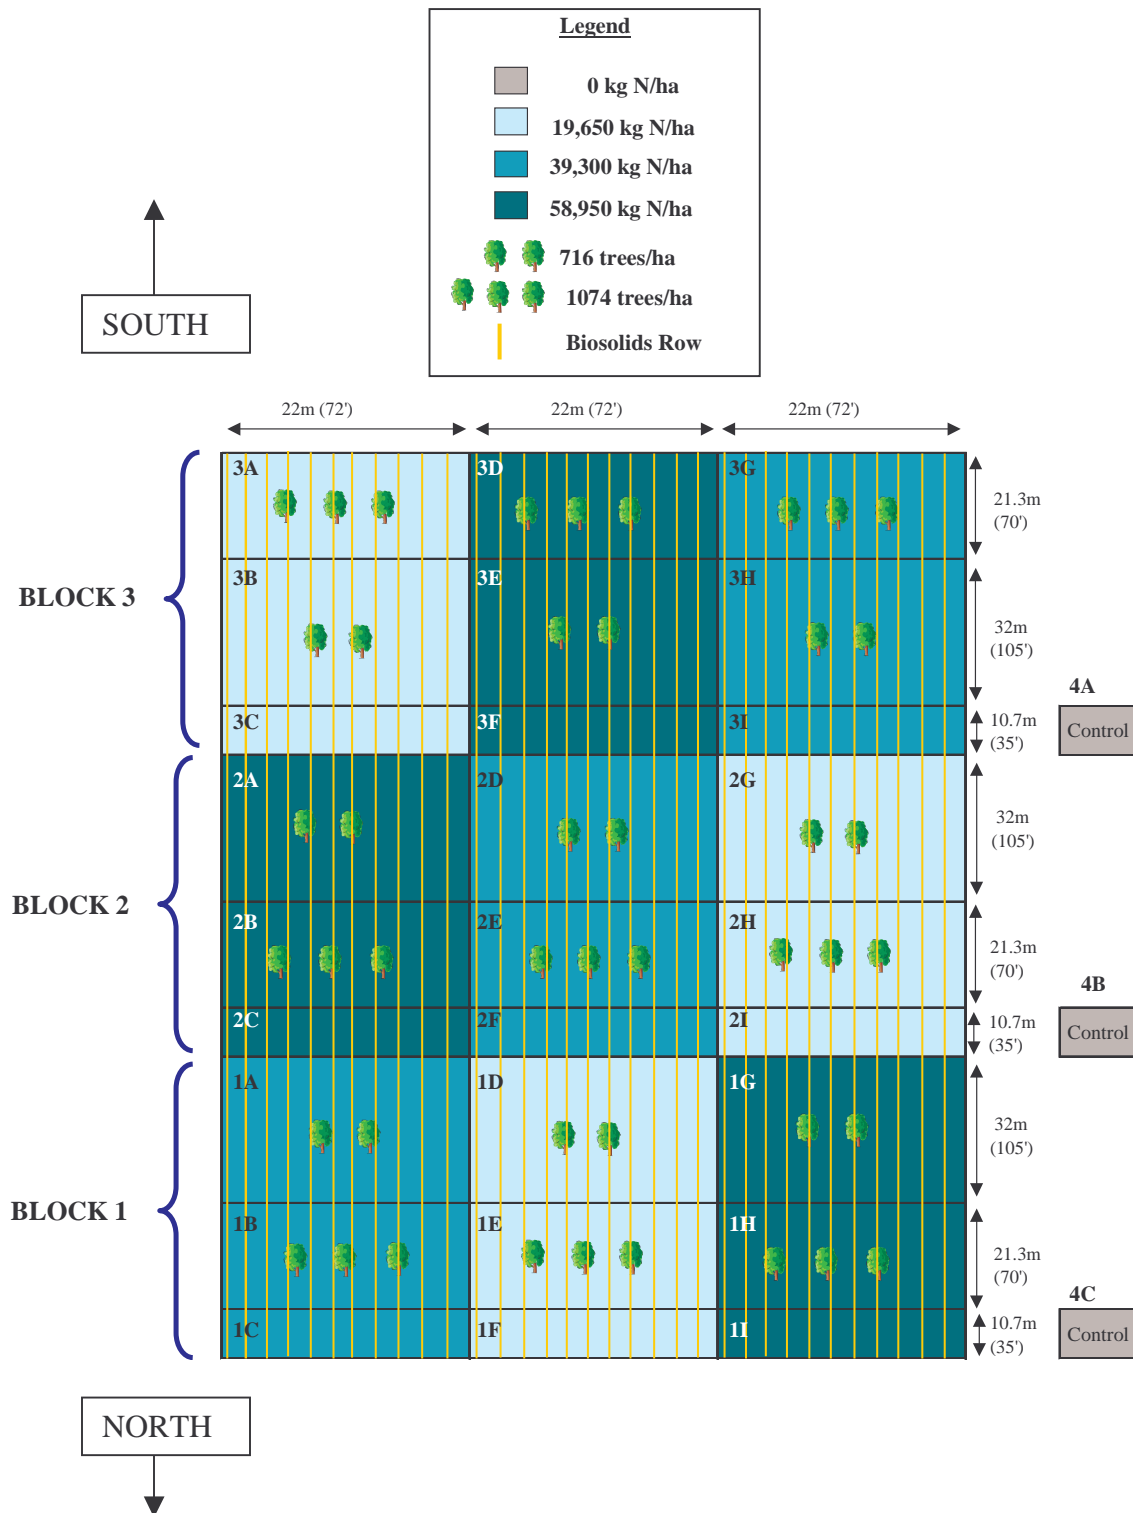 Legend
0 kg N/ha
19,650 kg N/ha
39,300 kg N/ha
58,950 kg N/ha
716 trees/ha
1074 trees/ha
Biosolids Row
SOUTH
22m (72') 22m (72') 22m (72')
3A 3D 3G
21.3m
(70')
3B 3E 3H
BLOCK 3
32m
(105')
4A
3C 3F 3I
10.7m
(35')
Control
2A 2D 2G
32m
(105')
BLOCK 2
2B 2E 2H
21.3m
(70')
4B
2C 2F 2I
10.7m
(35')
Control
1A 1D 1G
32m
(105')
BLOCK 1
1B 1E 1H
21.3m
(70')
4C
1C 1F 1I
10.7m
(35')
Control
NORTH